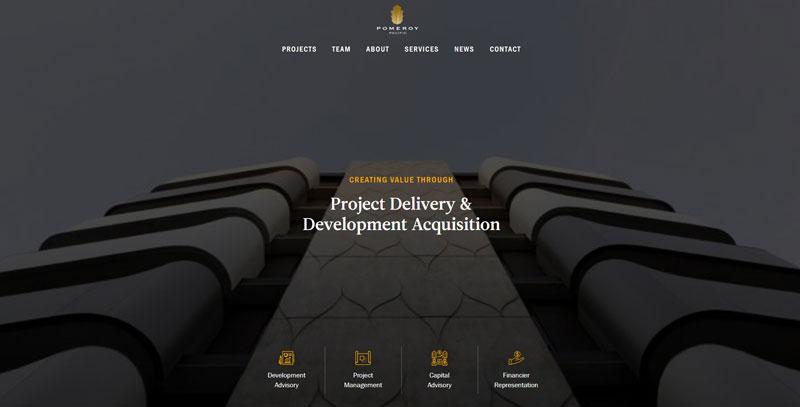 POMEROY
PACIFIC
PROJECTS TEAM ABOUT SERVICES NEWS CONTACT
CREATING VALUE THROUGH
Project Delivery &
Development Acquisition
Development
Advisory
Project
Management
Capital
Advisory
Financier
Representation